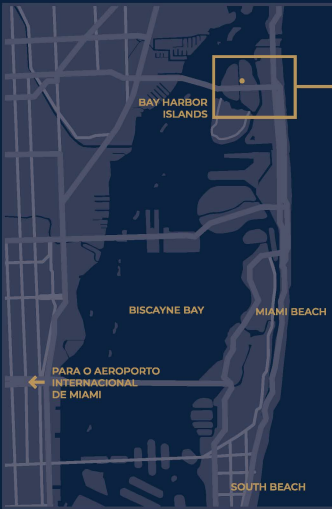 BAY HARBOR
ISLANDS
BISCAYNE BAY
MIAMI BEACH
PARA O AEROPORTO
INTERNACIONAL
DE MIAMI
SOUTH BEACH